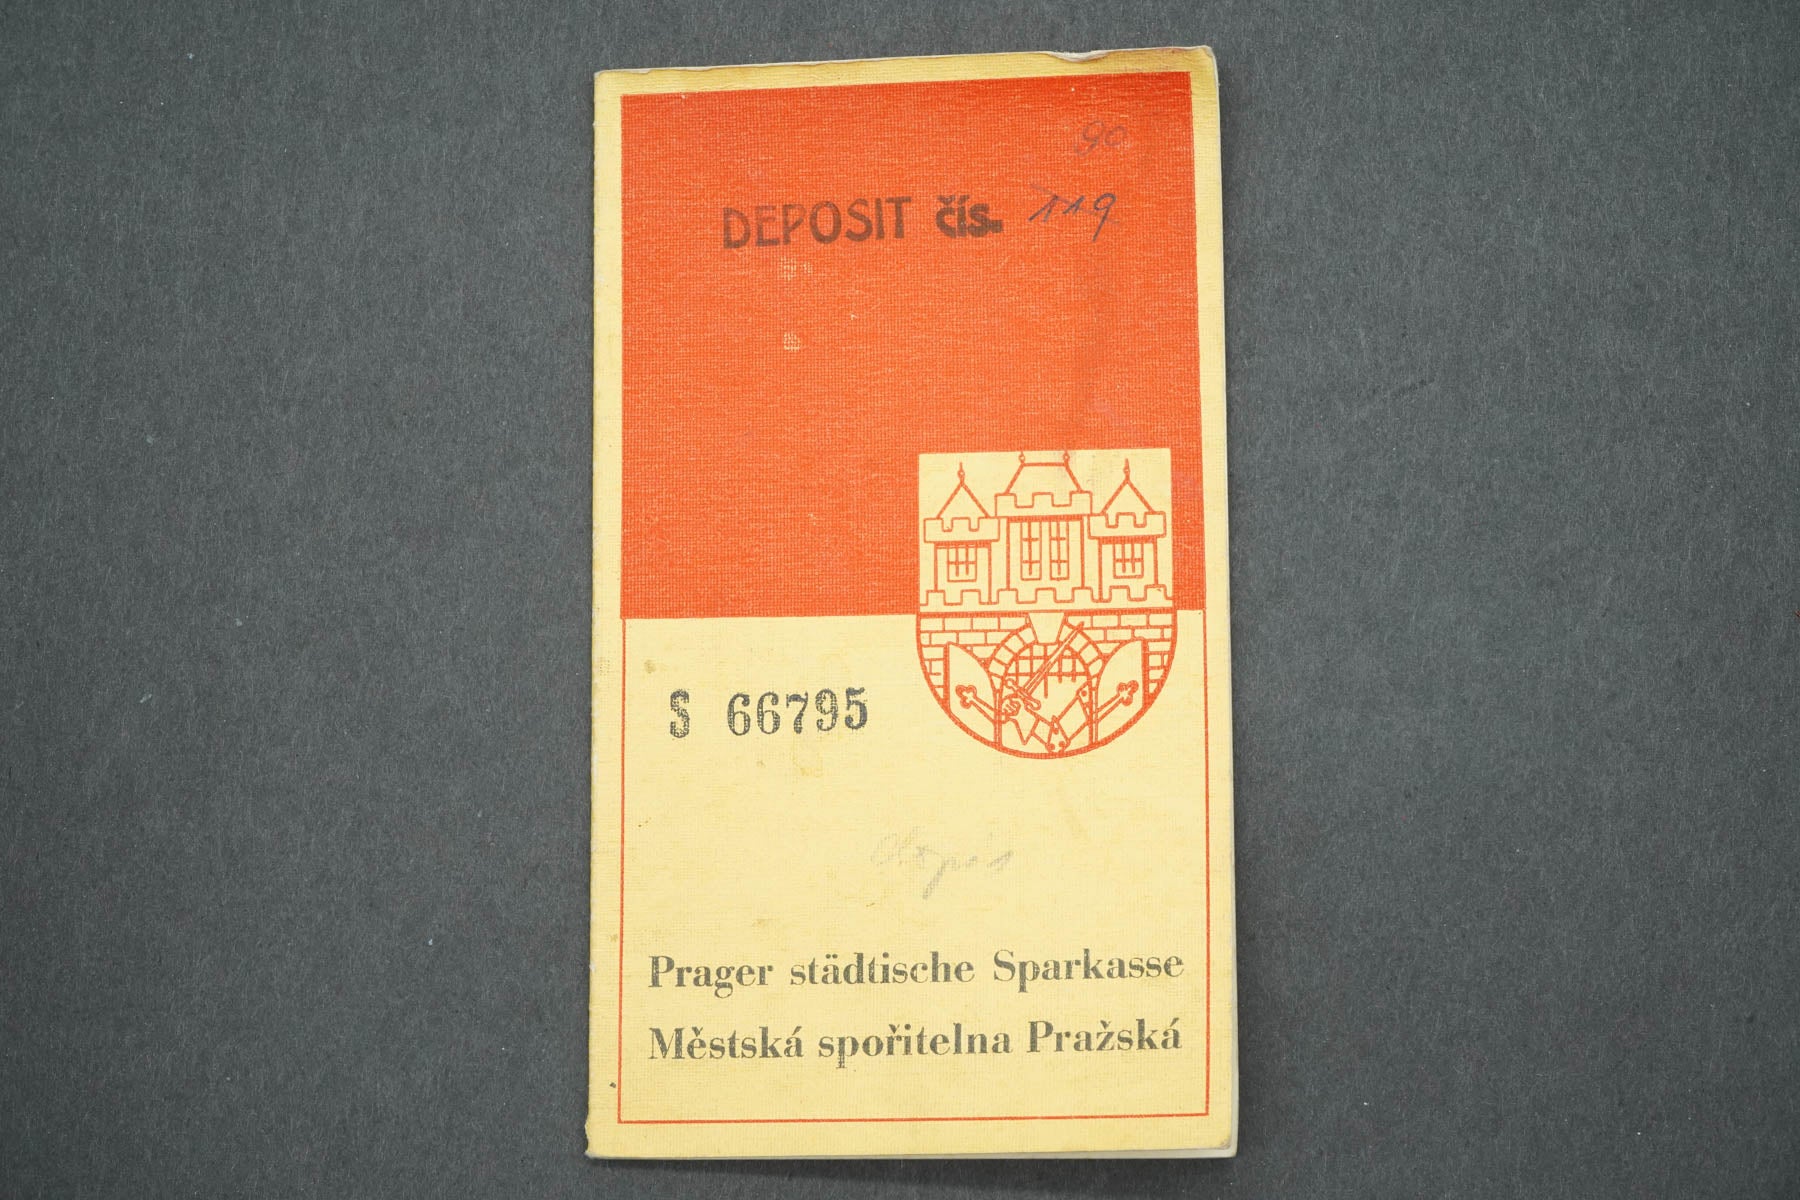 90
DEPOSIT čís. 119
S 66795
Prager städtische Sparkasse
Městská spořitelna Pražská